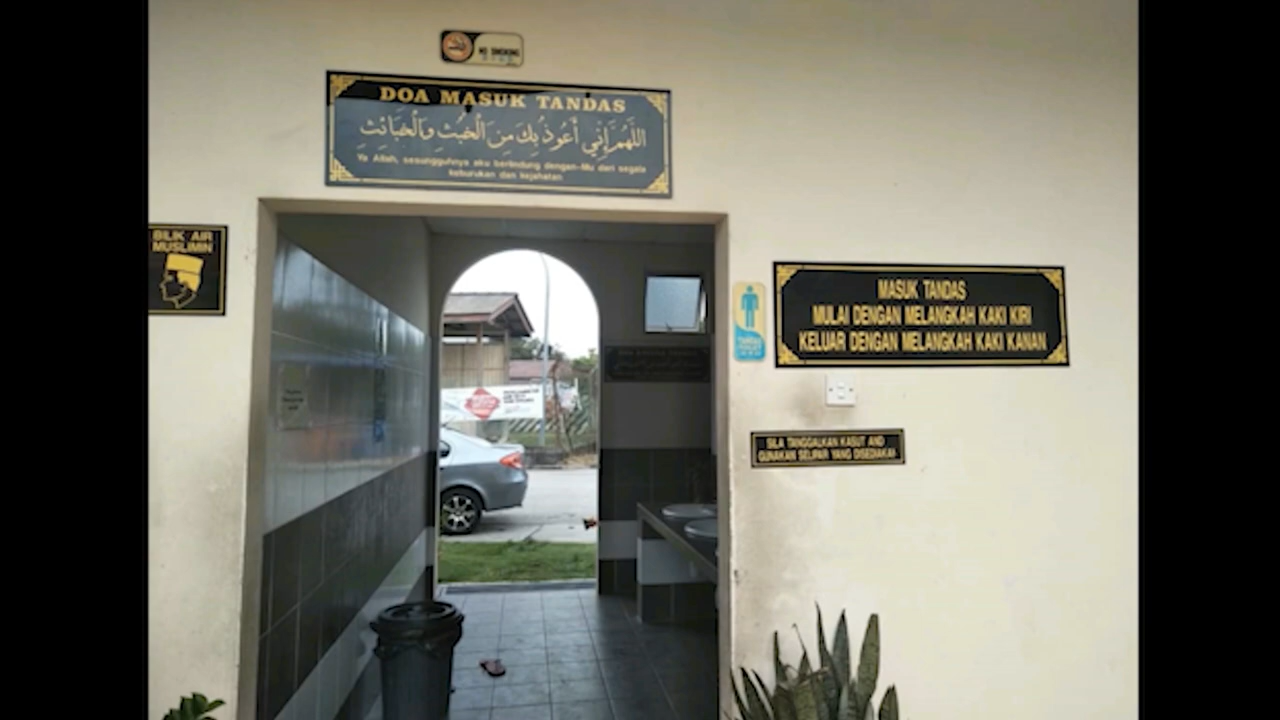 NO SMOKING
DOA MASUK TANDAS
اللَّهُمَّ إِنِّي أَعُوذُ بِكَ مِنَ الْخُبُثِ وَالْخَبَائِثِ
Ya Allah, sesungguhnya aku berlindung dengan-Mu dari segala
keburukan dan kejahatan
BILIK AIR
MUSLIMIN
MASUK TANDAS
MULAI DENGAN MELANGKAH KAKI KIRI
KELUAR DENGAN MELANGKAH KAKI KANAN
SILA TANGGALKAN KASUT AND
GUNAKAN SELIPAR YANG DISEDIAKAN